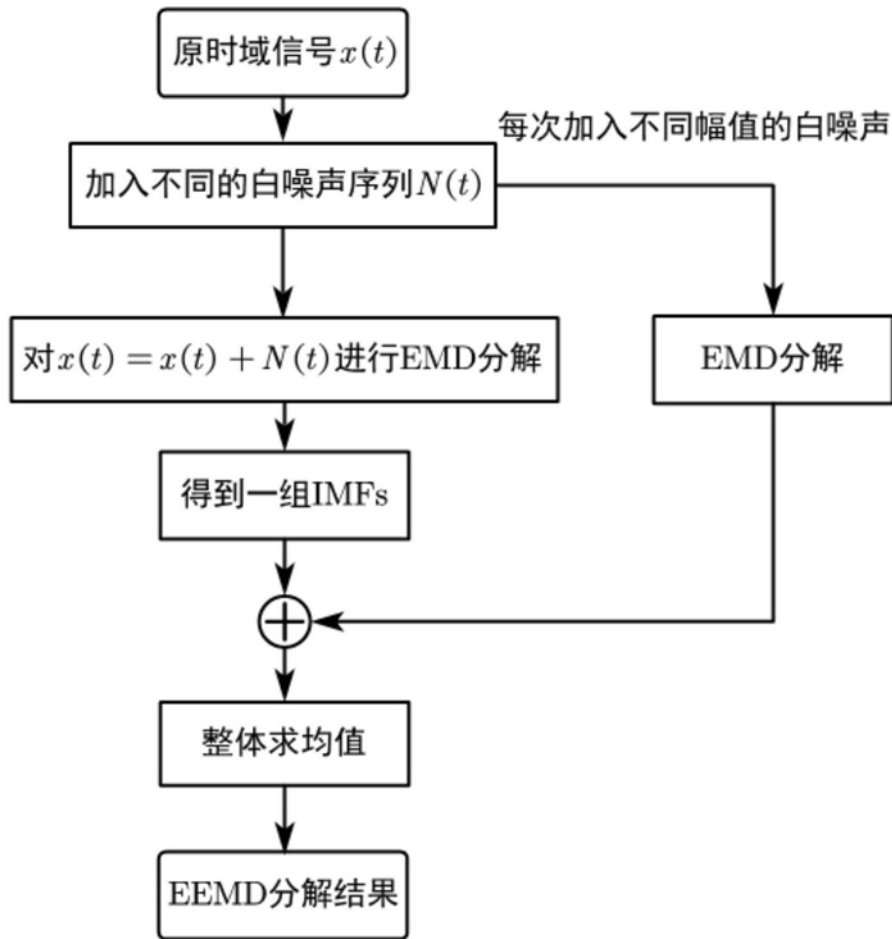 原时域信号x(t)
每次加入不同幅值的白噪声
加入不同的白噪声序列N(t)
对x(t) = x(t) + N(t)进行EMD分解
EMD分解
得到一组IMFs
整体求均值
EEMD分解结果